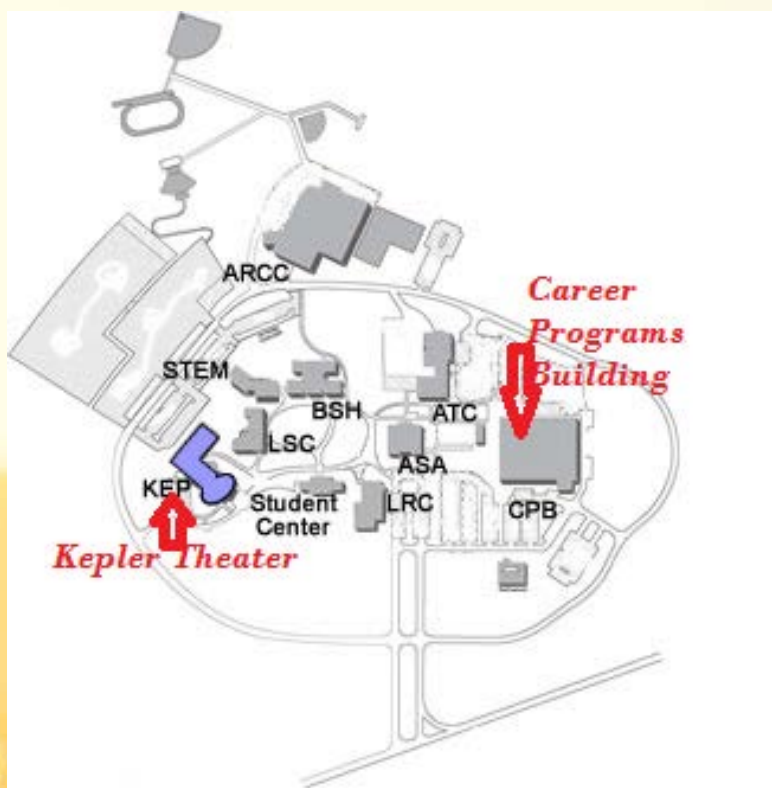 ARCC
Career
Programs
Building
STEM
BSH
ATC
LSC
ASA
KEP
Student
Center
LRC
CPB
Kepler Theater